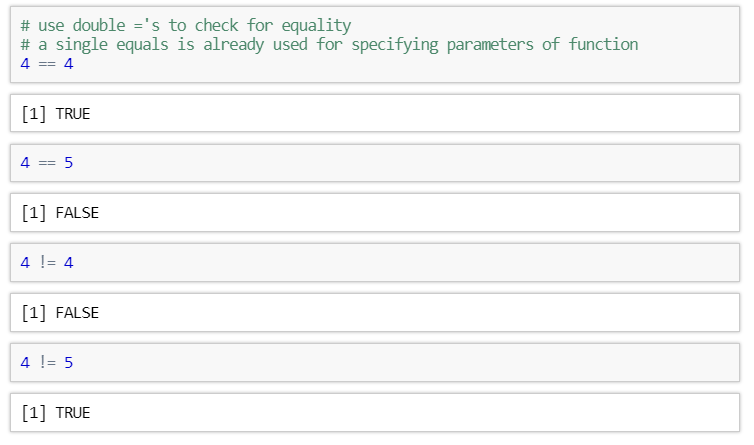 # use double ='s to check for equality
# a single equals is already used for specifying parameters of function
4 == 4
[1] TRUE
4 == 5
[1] FALSE
4 != 4
[1] FALSE
4 != 5
[1] TRUE